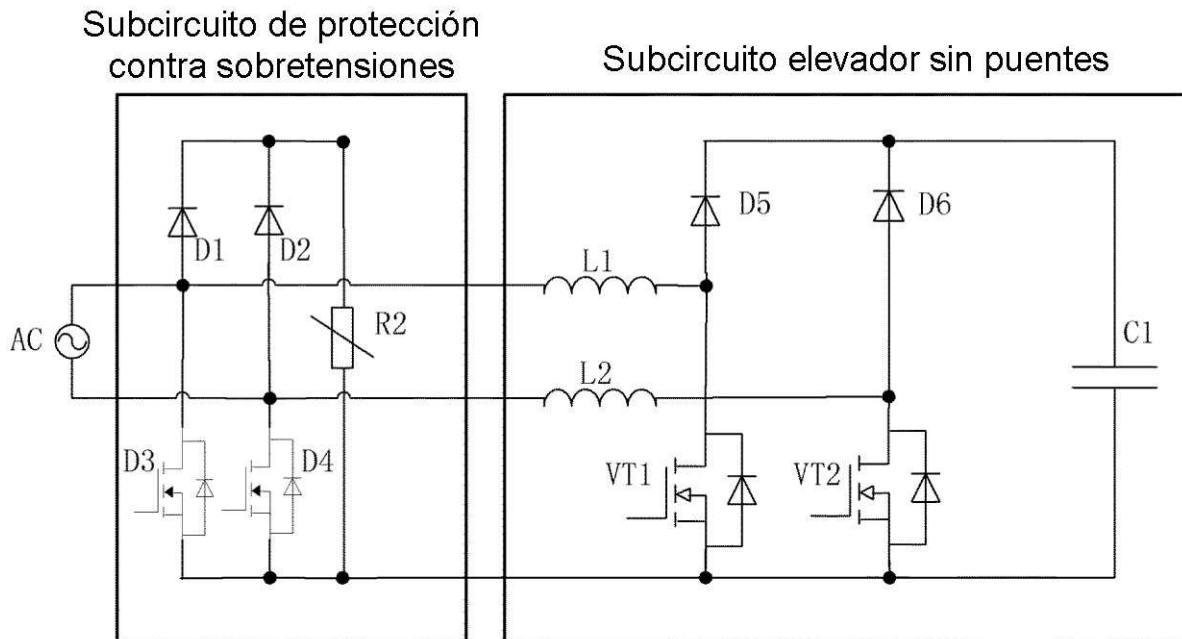 Subcircuito de protección
contra sobretensiones
Subcircuito elevador sin puentes
D5
D6
D1
D2
L1
R2
AC
C1
L2
D3
D4
VT1
VT2